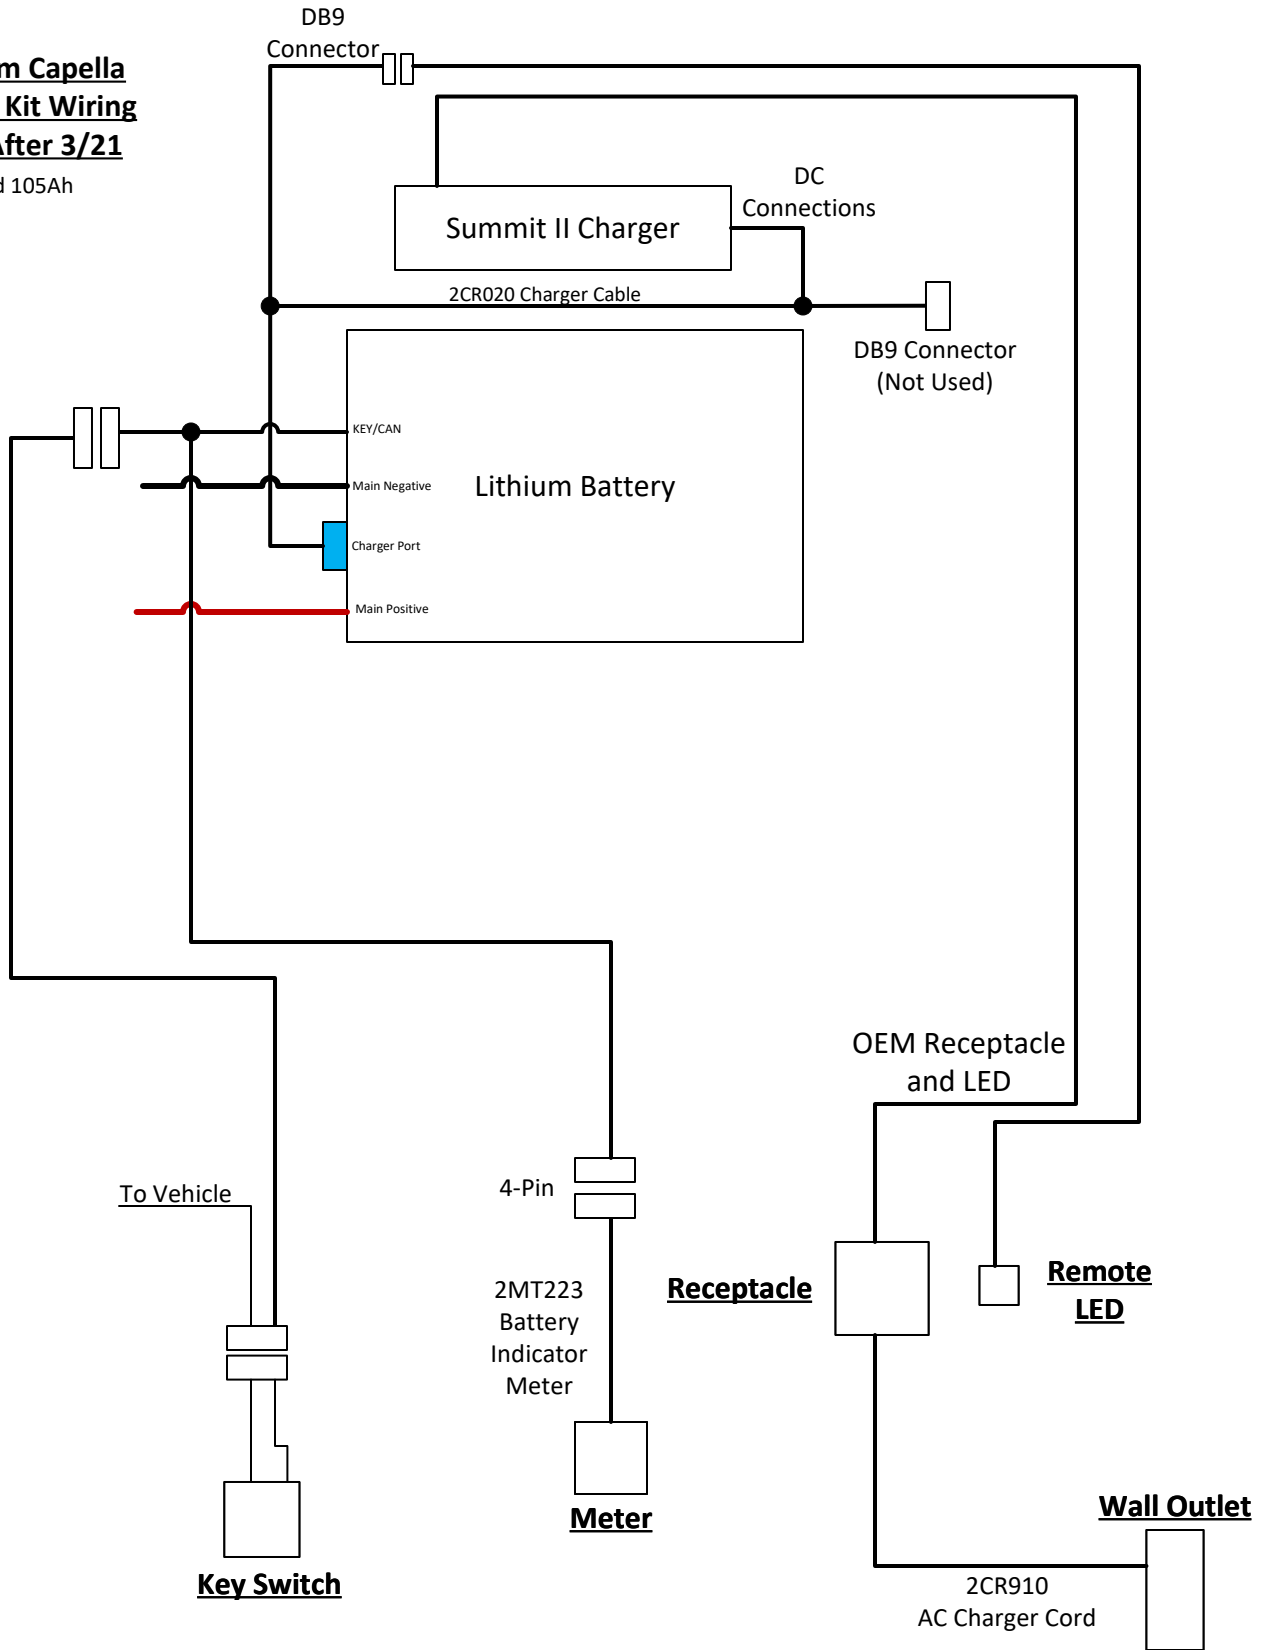 DB9
Connector
m Capella
Kit Wiring
After 3/21
d 105Ah
DC
Connections
Summit II Charger
2CR020 Charger Cable
DB9 Connector
(Not Used)
KEY/CAN
Main Negative
Lithium Battery
Charger Port
Main Positive
OEM Receptacle
and LED
4-Pin
To Vehicle
2MT223
Battery
Indicator
Meter
Receptacle
Remote
LED
Meter
Wall Outlet
Key Switch
2CR910
AC Charger Cord